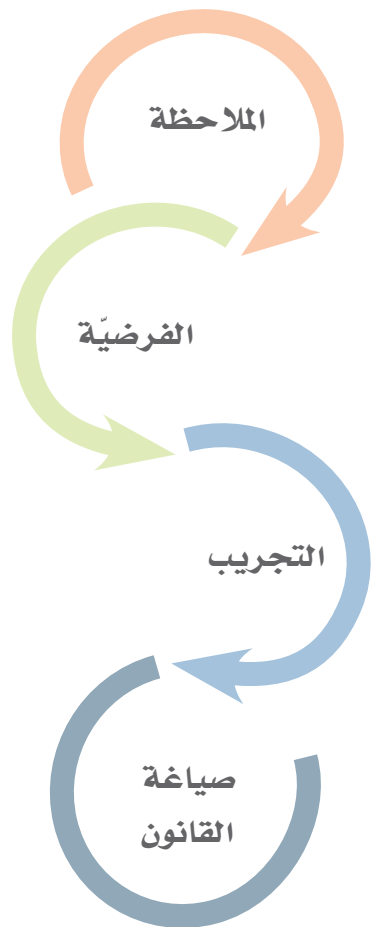 الملاحظة
الفرضيّة
التجريب
صياغة
القانون